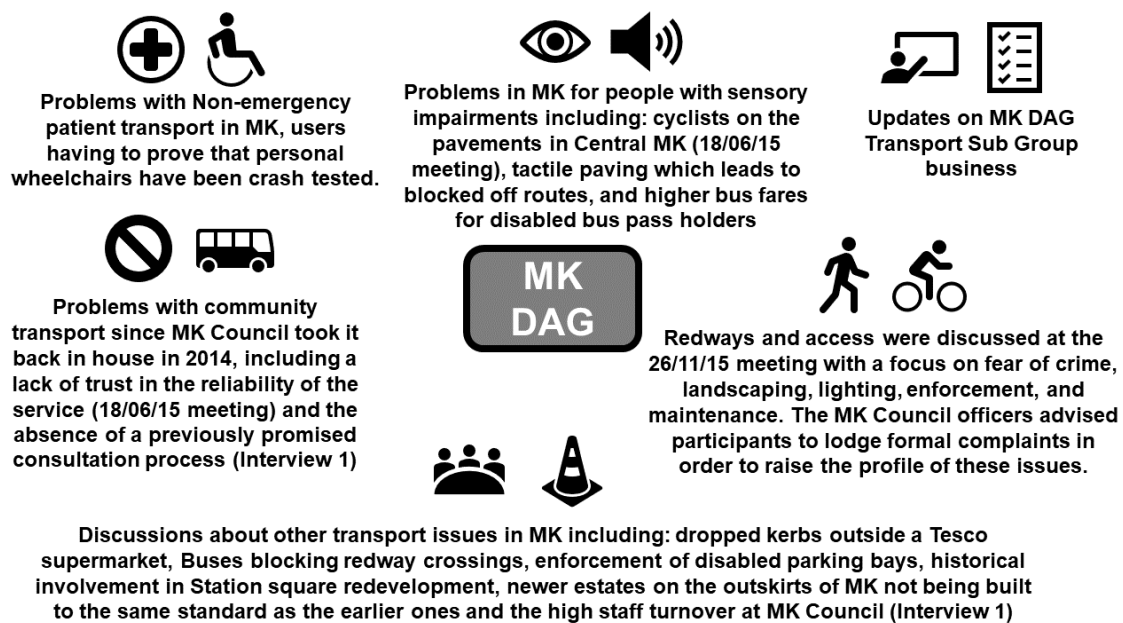 Problems with Non-emergency
patient transport in MK, users
having to prove that personal
wheelchairs have been crash tested.
Problems in MK for people with sensory
impairments including: cyclists on the
pavements in Central MK (18/06/15
meeting), tactile paving which leads to
blocked off routes, and higher bus fares
for disabled bus pass holders
Updates on MK DAG
Transport Sub Group
business
Problems with community
transport since MK Council took it
back in house in 2014, including a
lack of trust in the reliability of the
service (18/06/15 meeting) and the
absence of a previously promised
consultation process (Interview 1)
MK
DAG
Redways and access were discussed at the
26/11/15 meeting with a focus on fear of crime,
landscaping, lighting, enforcement, and
maintenance. The MK Council officers advised
participants to lodge formal complaints in
order to raise the profile of these issues.
Discussions about other transport issues in MK including: dropped kerbs outside a Tesco
supermarket, Buses blocking redway crossings, enforcement of disabled parking bays, historical
involvement in Station square redevelopment, newer estates on the outskirts of MK not being built
to the same standard as the earlier ones and the high staff turnover at MK Council (Interview 1)